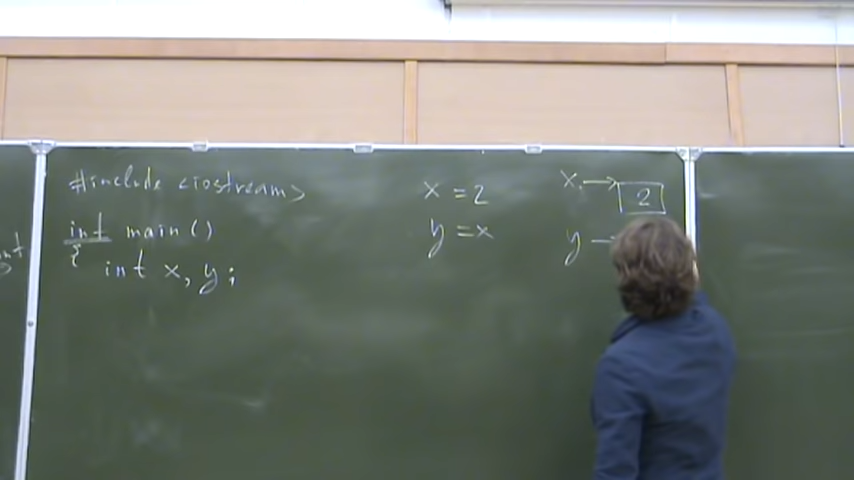 #include <iostream>
int main ()
{
int x, y;
x = 2
y = x
x → 2
y →